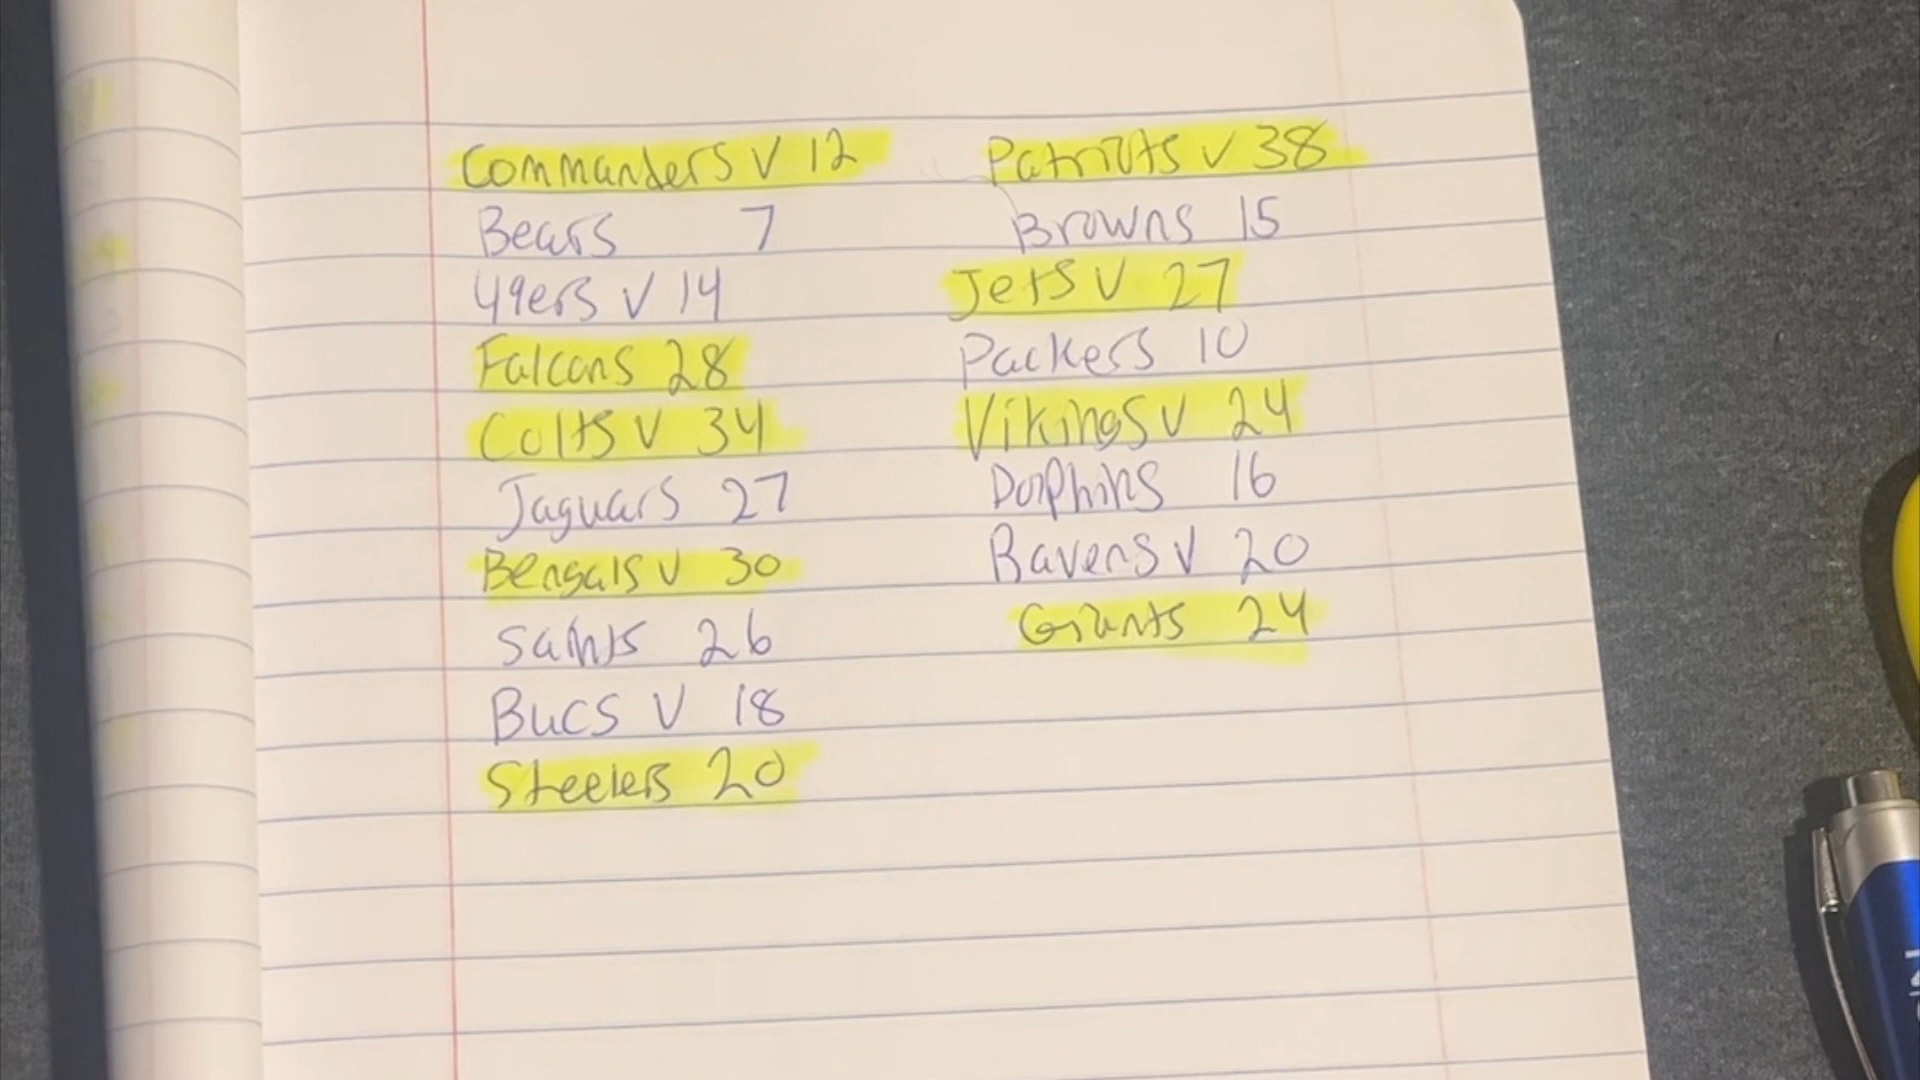 Commanders v 12
Bears 7
49ers v 14
Falcons 28
Colts v 34
Jaguars 27
Bengals v 30
Saints 26
Bucs v 18
Steelers 20
Patriots v 38
Browns 15
Jets v 27
Packers 10
Vikings v 24
Dolphins 16
Ravens v 20
Giants 24